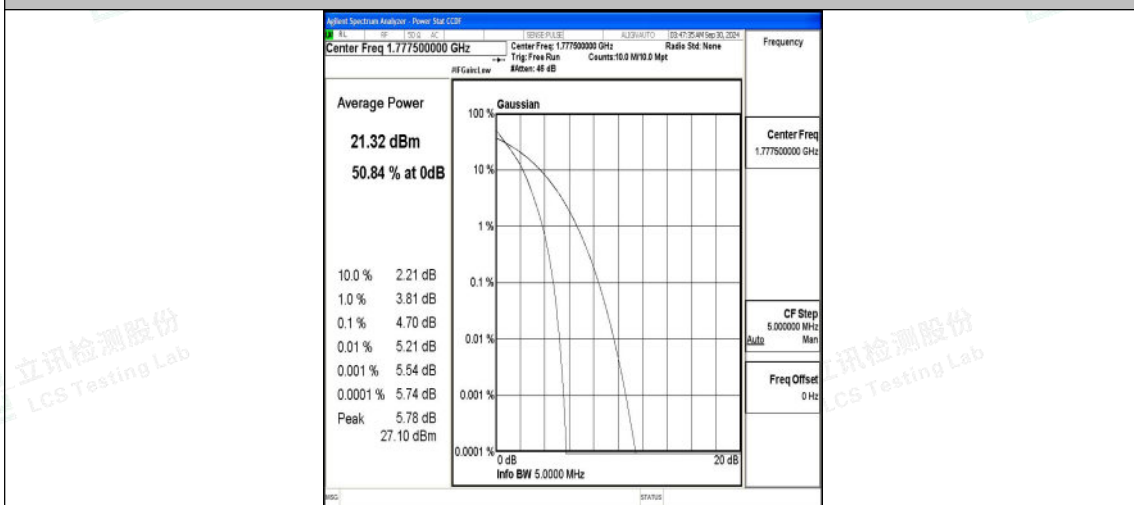 Agilent Spectrum Analyzer - Power Stat CCDF
RL RF 50 Ω AC SENSE:PULSE ALIGNAUTO 03:47:35 AM Sep 30, 2024
Center Freq 1.777500000 GHz
Center Freq: 1.777500000 GHz Radio Std: None
Trig: Free Run Counts:10.0 M/10.0 Mpt
#IFGain:Low #Atten: 46 dB
Frequency
Average Power
21.32 dBm
50.84 % at 0dB
10.0 % 2.21 dB
1.0 % 3.81 dB
0.1 % 4.70 dB
0.01 % 5.21 dB
0.001 % 5.54 dB
0.0001 % 5.74 dB
Peak 5.78 dB
27.10 dBm
Gaussian
100 %
10 %
1 %
0.1 %
0.01 %
0.001 %
0.0001 %
0 dB 20 dB
Info BW 5.0000 MHz
Center Freq
1.777500000 GHz
CF Step
5.000000 MHz
Auto Man
Freq Offset
0 Hz
MSG STATUS
立讯检测股份
LCS Testing Lab
立讯检测股份
LCS Testing Lab